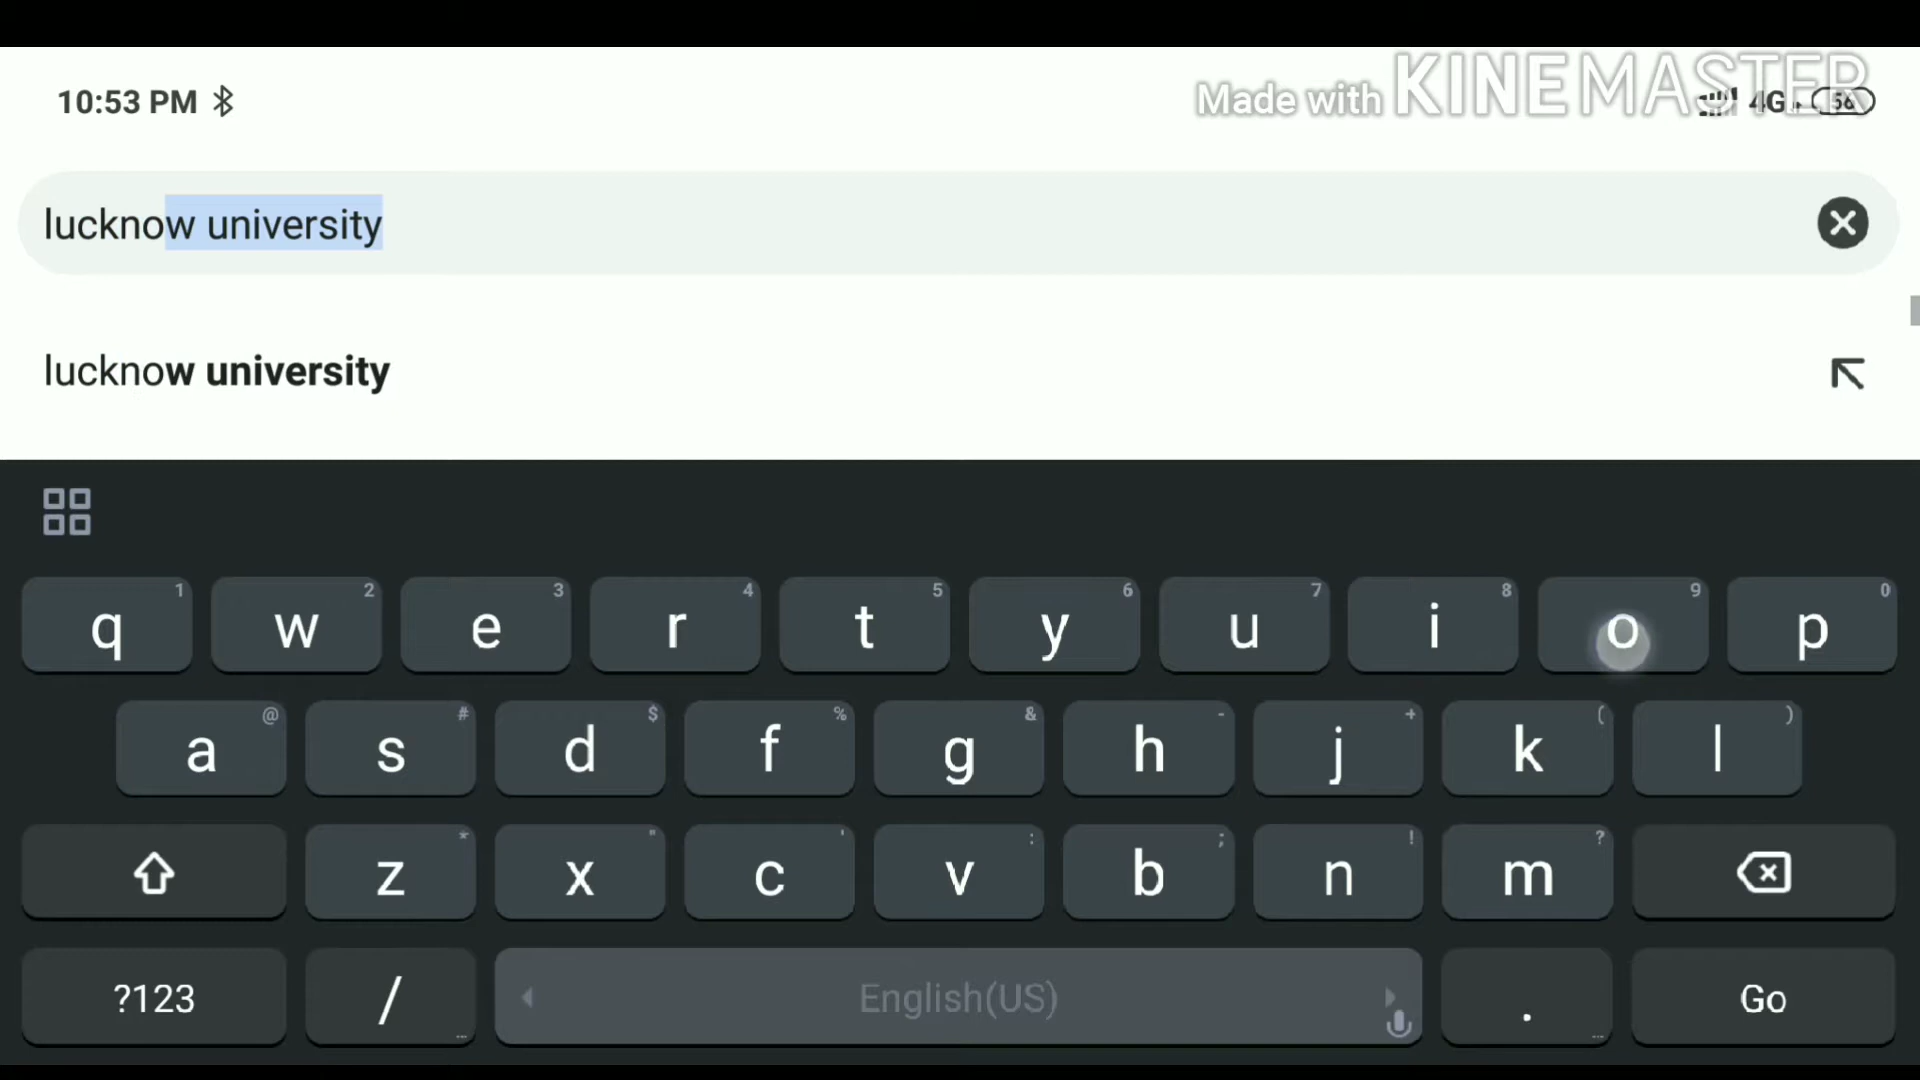 10:53 PM
Made with KINEMASTER
4G 56
lucknow university
lucknow university
q 1 w 2 e 3 r 4 t 5 y 6 u 7 i 8 o 9 p 0
a @ s # d $ f % g & h - j + k ( l )
z * x " c ' v : b ; n ! m ?
?123 / English(US) . Go